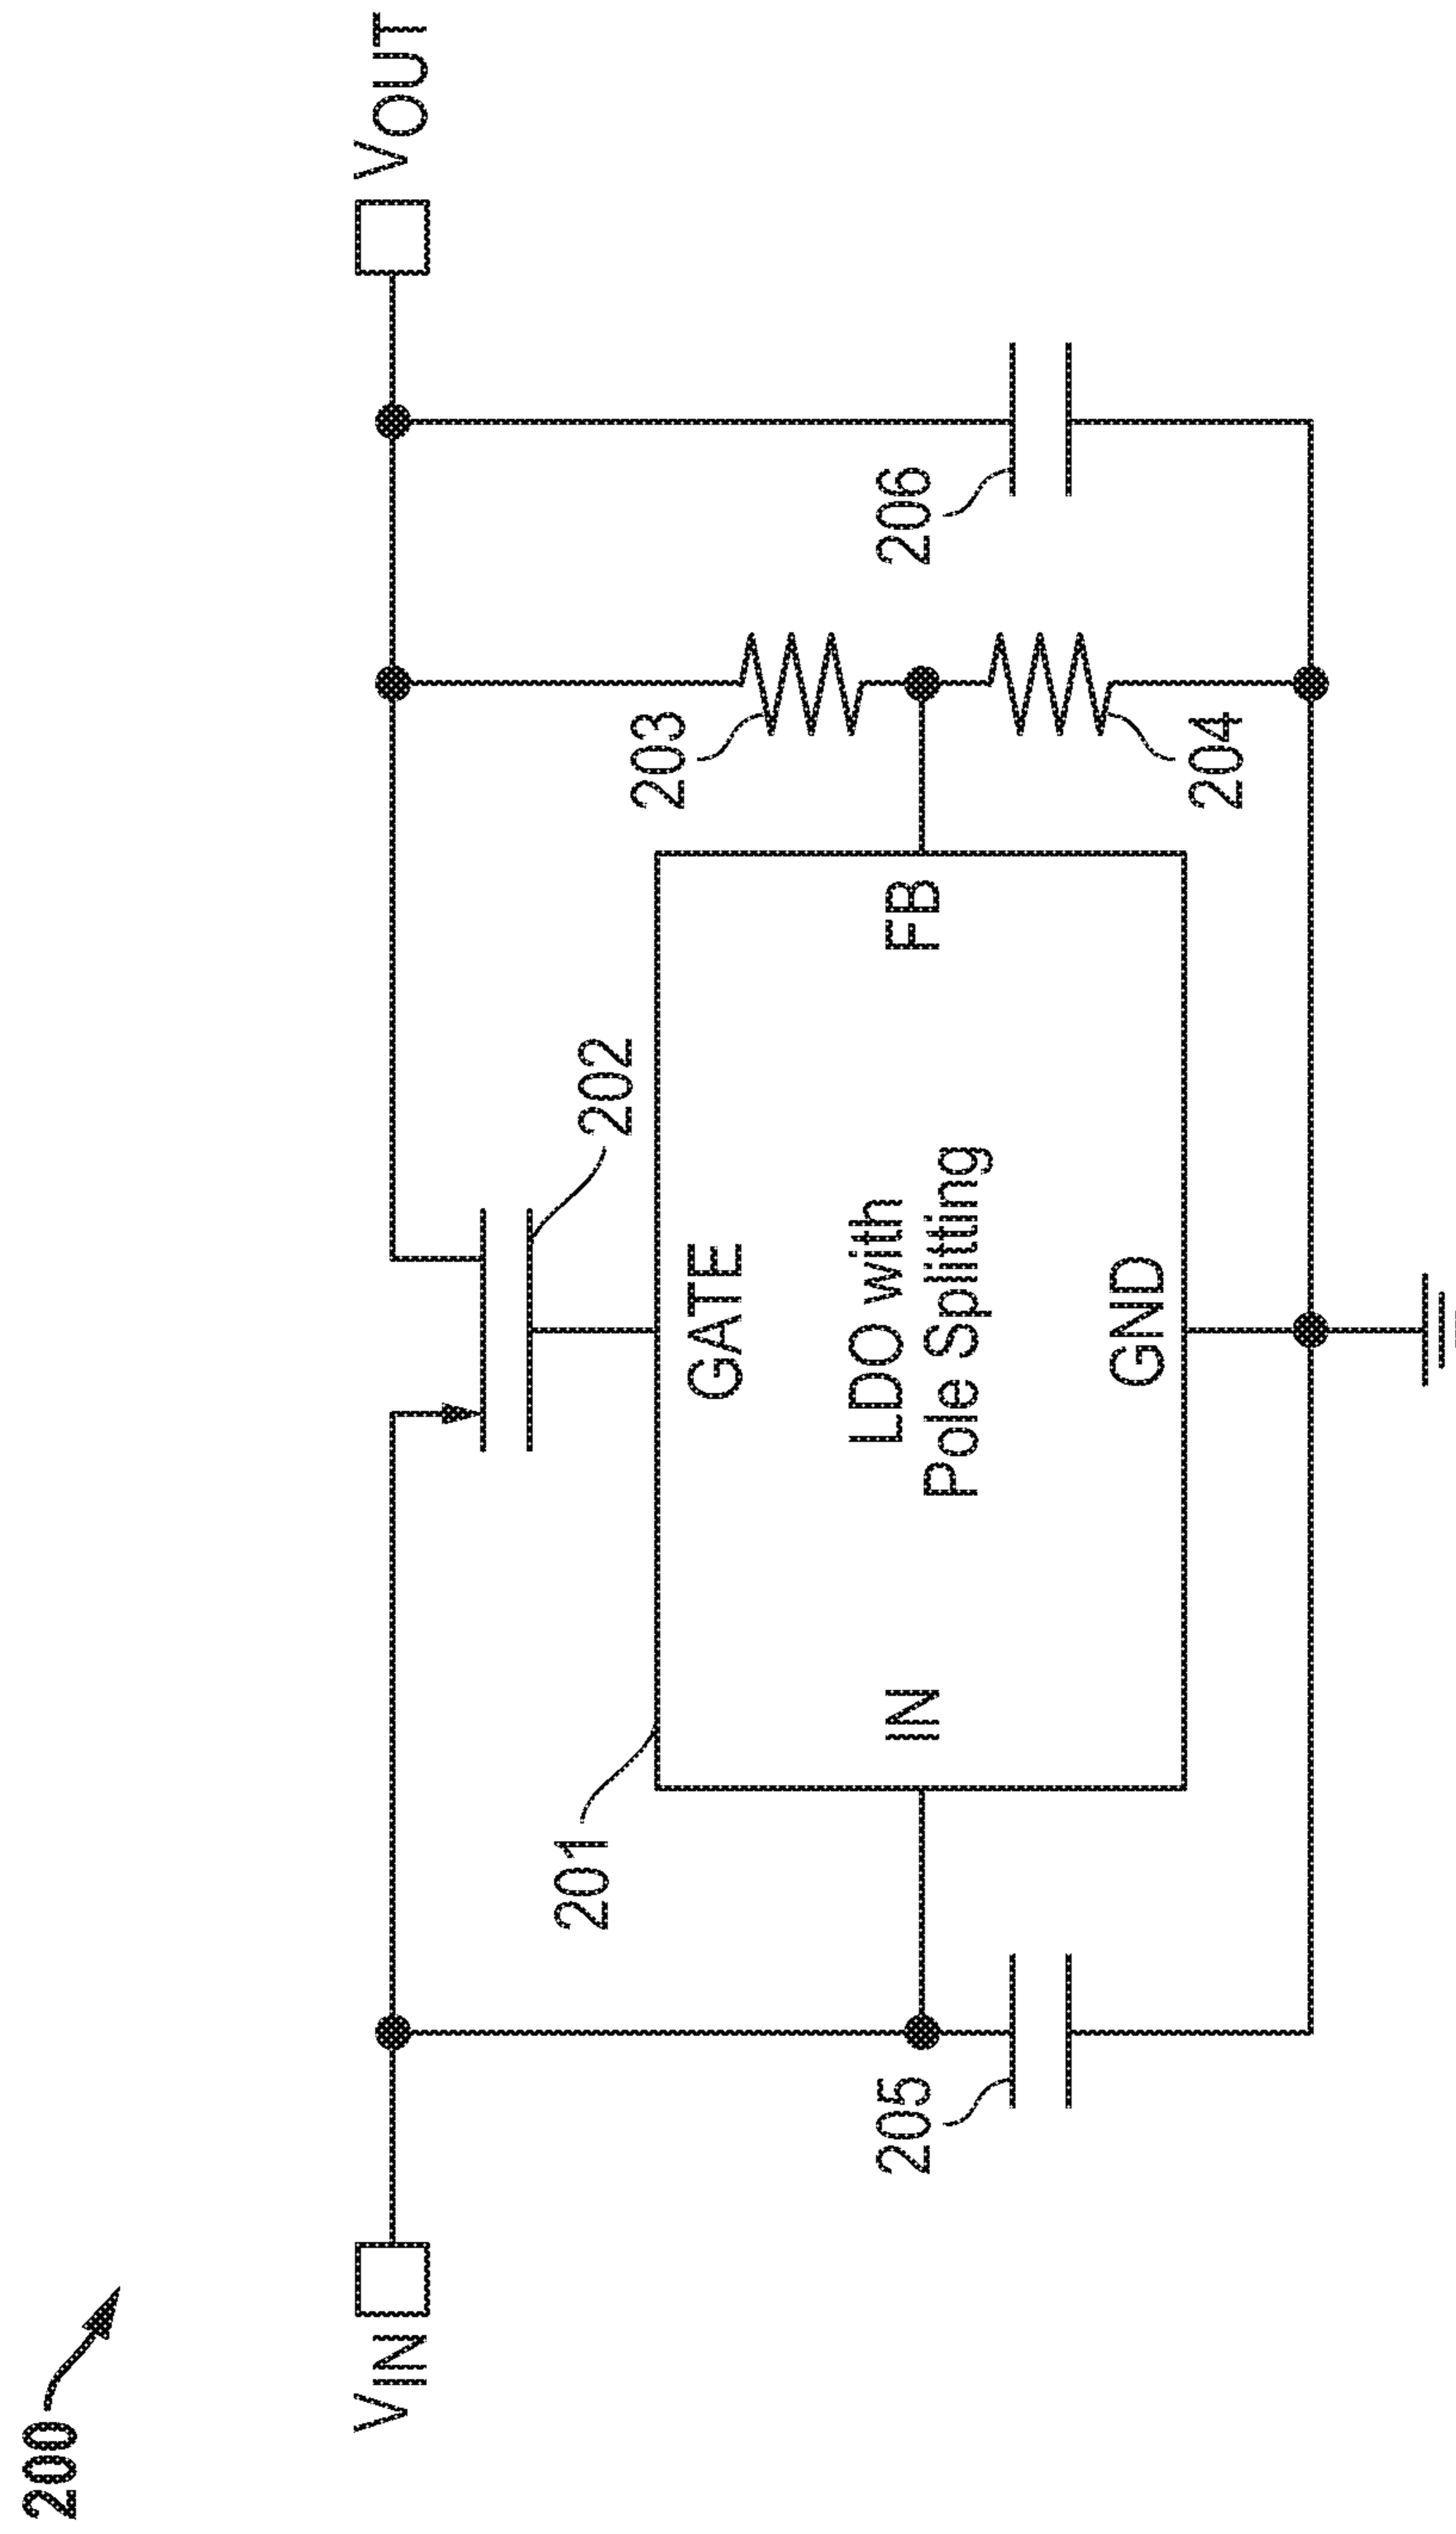 200
VIN
VOUT
202
201
GATE
203
IN
LDO with
Pole Splitting
FB
205
206
GND
204